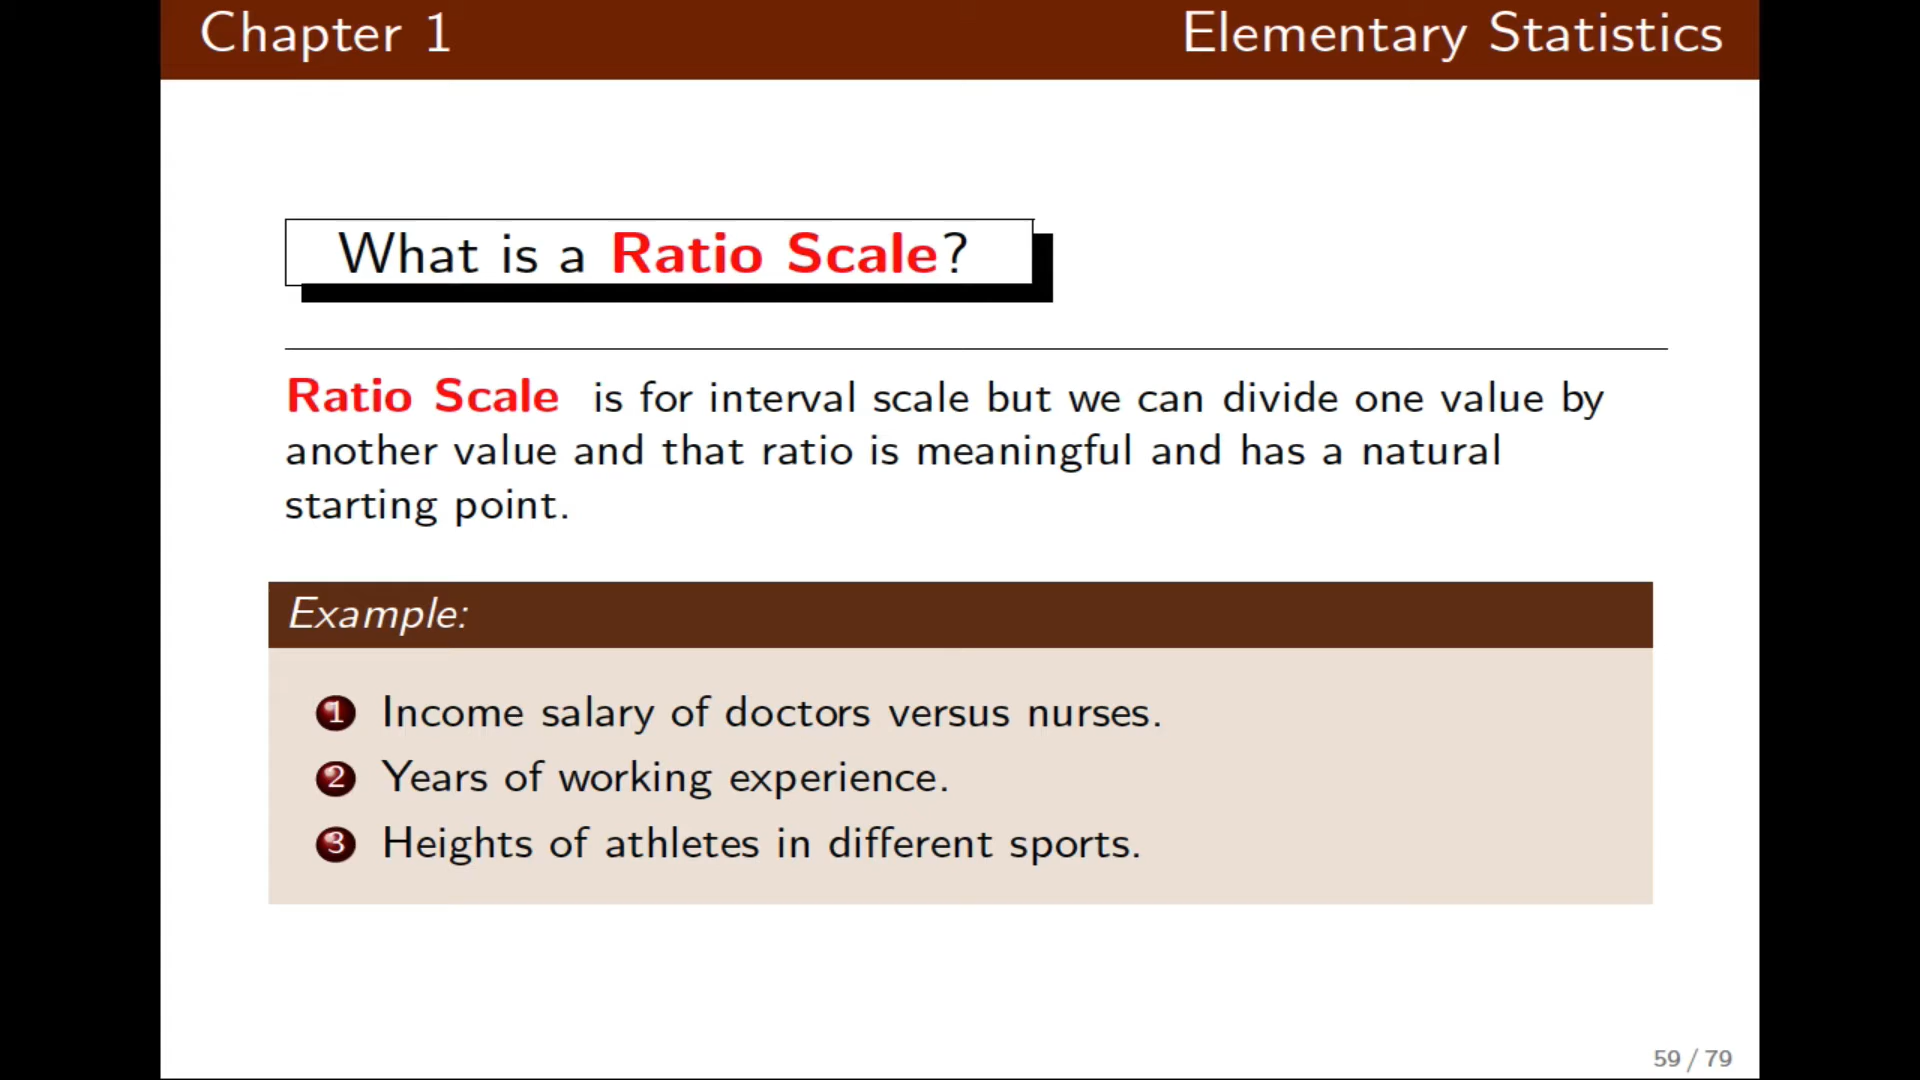 Chapter 1 Elementary Statistics
What is a Ratio Scale?
Ratio Scale is for interval scale but we can divide one value by
another value and that ratio is meaningful and has a natural
starting point.
Example:
1 Income salary of doctors versus nurses.
2 Years of working experience.
3 Heights of athletes in different sports.
59 / 79